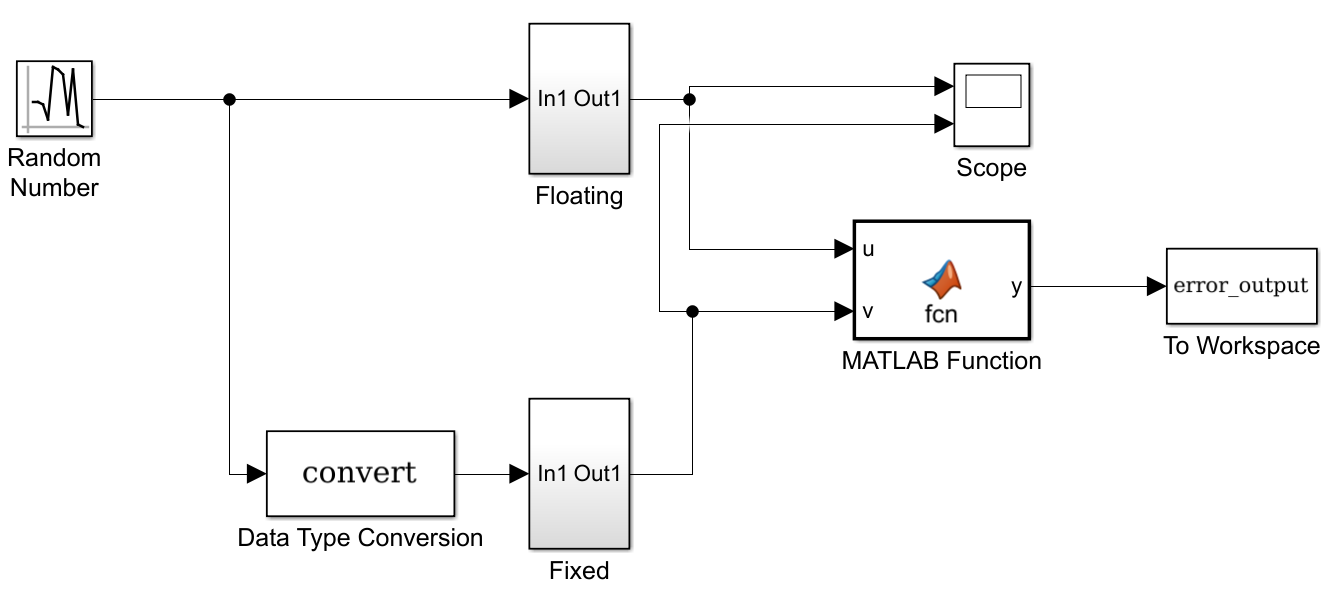 Random
Number
In1 Out1
Floating
Scope
u
v
fcn
y
MATLAB Function
error_output
To Workspace
convert
Data Type Conversion
In1 Out1
Fixed